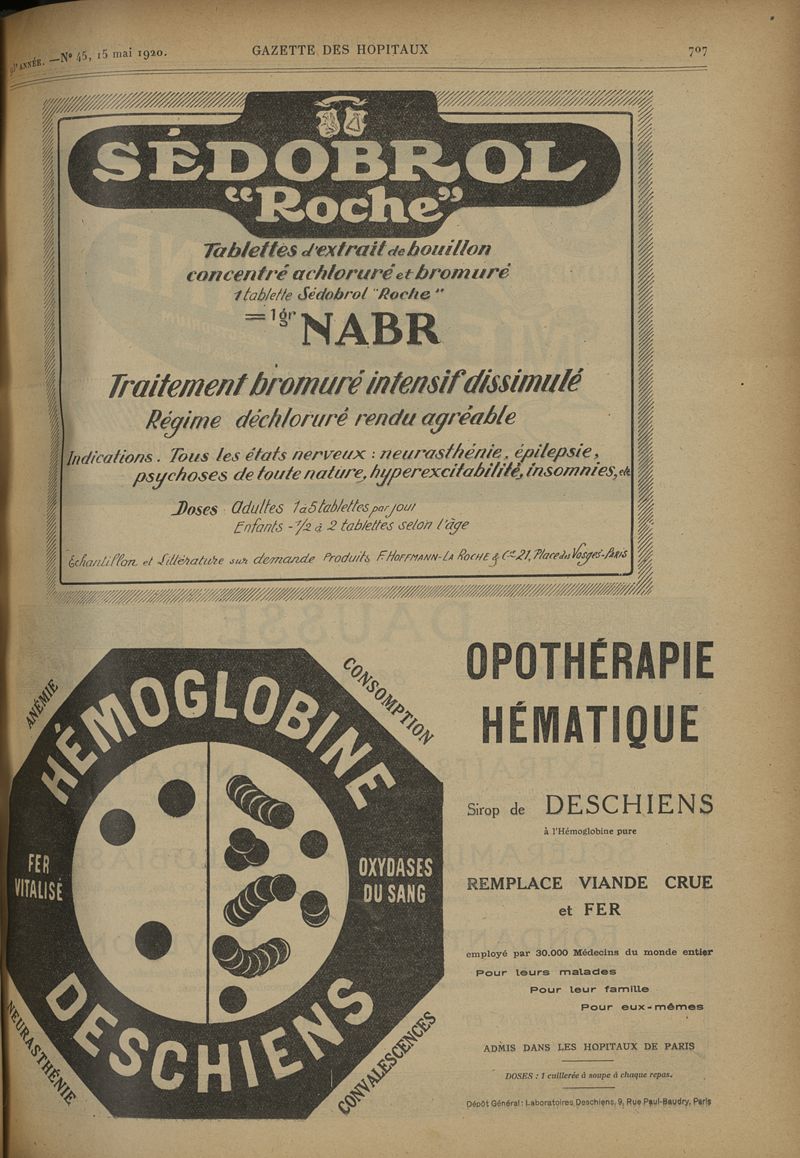 93e ANNÉE. — N° 45, 15 mai 1920.
GAZETTE DES HOPITAUX
707
SÉDOBROL
"Roche"
Tablettes d'extrait de bouillon
concentré achloruré et bromuré
1 tablette Sédobrol "Roche"
= 1gr NABR
Traitement bromuré intensif dissimulé
Régime déchloruré rendu agréable
Indications. Tous les états nerveux : neurasthénie, épilepsie,
psychoses de toute nature, hyperexcitabilité, insomnies, etc
Doses Adultes 1 à 5 tablettes par jour
Enfants - 1/2 à 2 tablettes selon l'âge
Échantillon et Littérature sur demande Produits F. HOFFMANN-LA ROCHE & Cie 21, Place des Vosges-PARIS
ANÉMIE
CONSOMPTION
HÉMOGLOBINE
FER
VITALISÉ
OXYDASES
DU SANG
DESCHIENS
NEURASTHÉNIE
CONVALESCENCES
OPOTHÉRAPIE
HÉMATIQUE
Sirop de DESCHIENS
à l'Hémoglobine pure
REMPLACE VIANDE CRUE
et FER
employé par 30.000 Médecins du monde entier
Pour leurs malades
Pour leur famille
Pour eux-mêmes
ADMIS DANS LES HOPITAUX DE PARIS
DOSES : 1 cuillerée à soupe à chaque repas.
Dépôt Général : Laboratoires Deschiens, 9, Rue Paul-Baudry, Paris